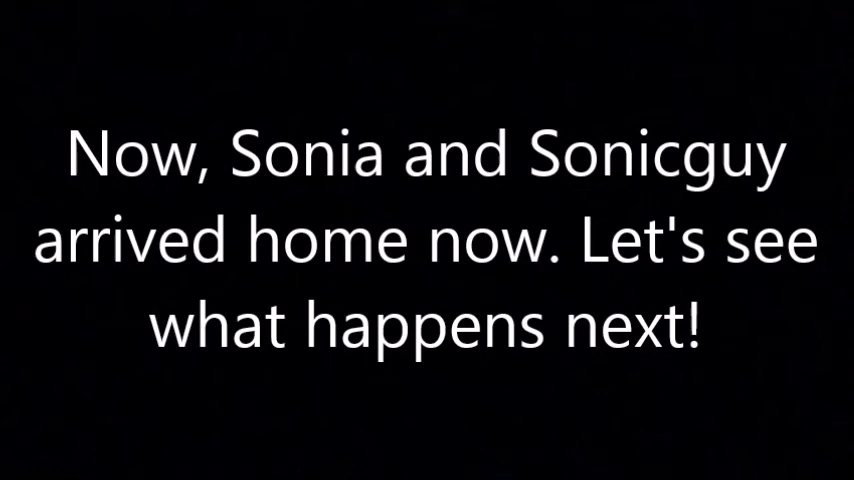 Now, Sonia and Sonicguy
arrived home now. Let's see
what happens next!